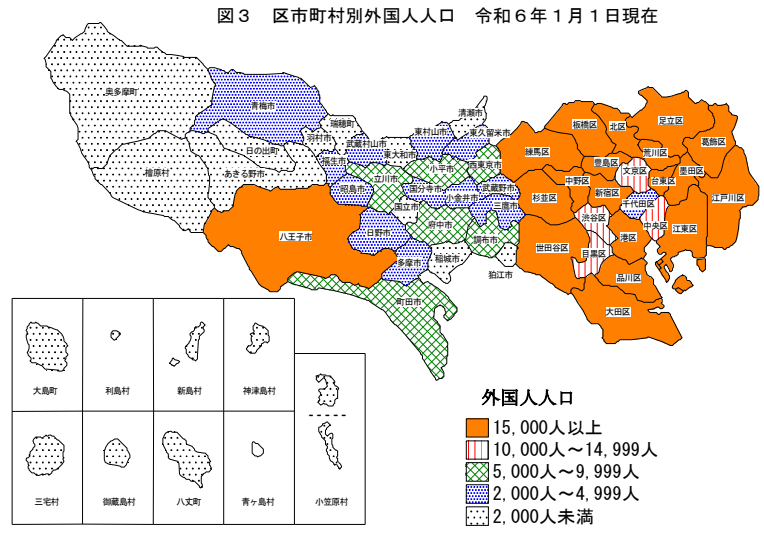 図３　区市町村別外国人人口　令和６年１月１日現在
奥多摩町
青梅市
瑞穂町
清瀬市
羽村市
武蔵村山市
東村山市
東久留米市
日の出町
東大和市
檜原村
あきる野市
福生市
立川市
小平市
西東京市
昭島市
国分寺市
小金井市
武蔵野市
三鷹市
国立市
府中市
調布市
日野市
八王子市
多摩市
稲城市
狛江市
町田市
板橋区
北区
足立区
練馬区
豊島区
荒川区
葛飾区
文京区
台東区
墨田区
中野区
新宿区
杉並区
千代田区
江戸川区
渋谷区
中央区
江東区
港区
世田谷区
目黒区
品川区
大田区
大島町
利島村
新島村
神津島村
三宅村
御蔵島村
八丈町
青ヶ島村
小笠原村
外国人人口
15,000人以上
10,000人～14,999人
5,000人～9,999人
2,000人～4,999人
2,000人未満